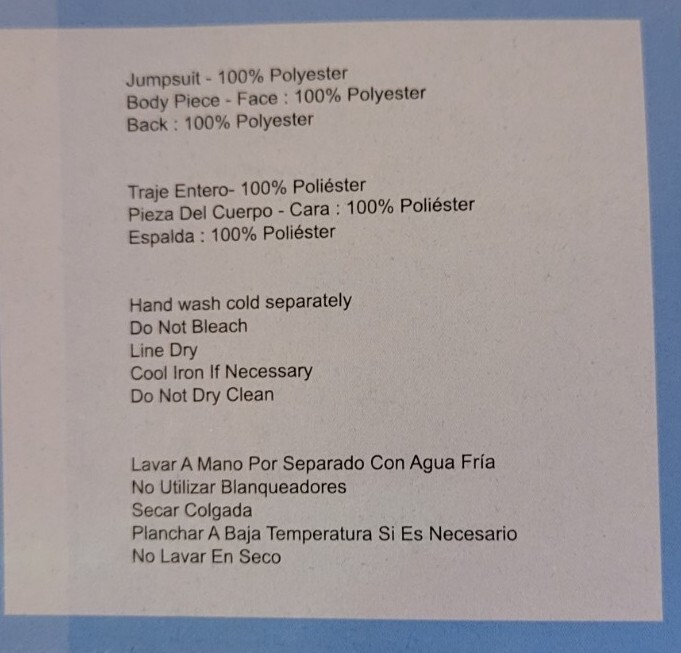 Jumpsuit - 100% Polyester
Body Piece - Face : 100% Polyester
Back : 100% Polyester
Traje Entero- 100% Poliéster
Pieza Del Cuerpo - Cara : 100% Poliéster
Espalda : 100% Poliéster
Hand wash cold separately
Do Not Bleach
Line Dry
Cool Iron If Necessary
Do Not Dry Clean
Lavar A Mano Por Separado Con Agua Fría
No Utilizar Blanqueadores
Secar Colgada
Planchar A Baja Temperatura Si Es Necesario
No Lavar En Seco